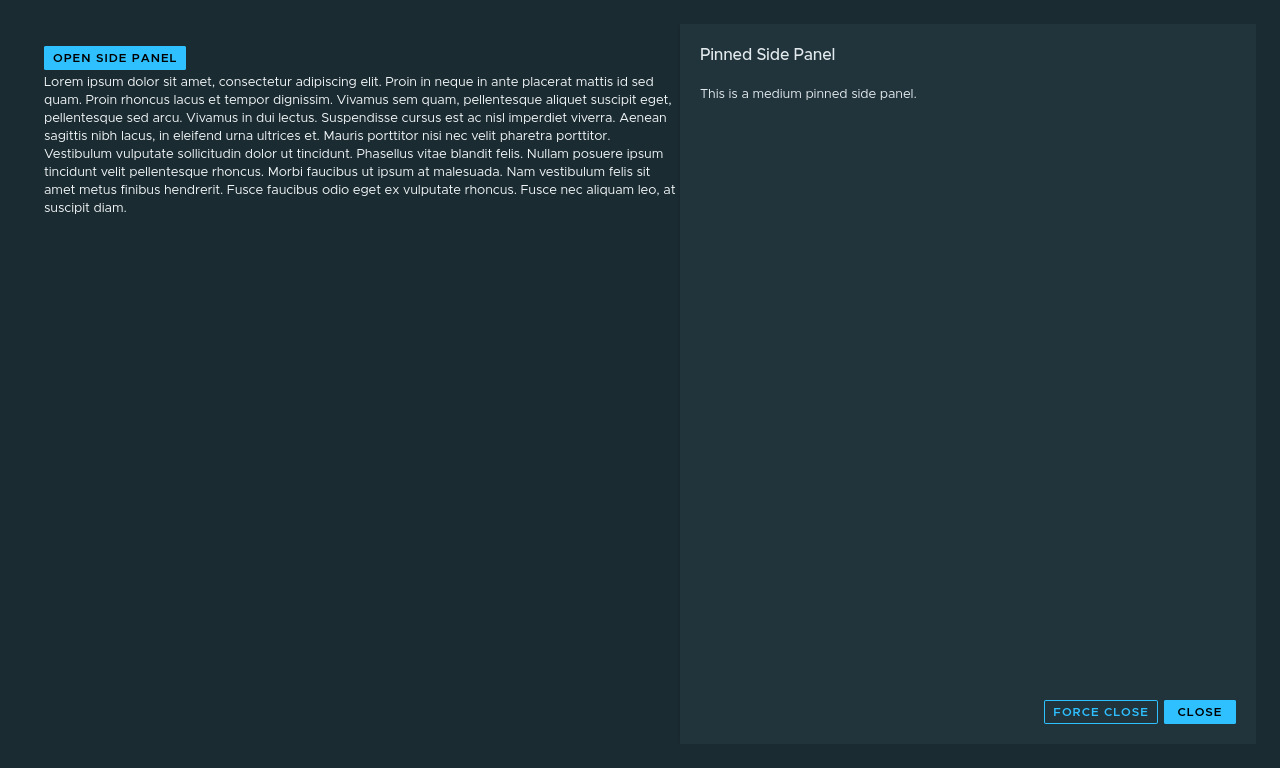 OPEN SIDE PANEL
Lorem ipsum dolor sit amet, consectetur adipiscing elit. Proin in neque in ante placerat mattis id sed
quam. Proin rhoncus lacus et tempor dignissim. Vivamus sem quam, pellentesque aliquet suscipit eget,
pellentesque sed arcu. Vivamus in dui lectus. Suspendisse cursus est ac nisl imperdiet viverra. Aenean
sagittis nibh lacus, in eleifend urna ultrices et. Mauris porttitor nisi nec velit pharetra porttitor.
Vestibulum vulputate sollicitudin dolor ut tincidunt. Phasellus vitae blandit felis. Nullam posuere ipsum
tincidunt velit pellentesque rhoncus. Morbi faucibus ut ipsum at malesuada. Nam vestibulum felis sit
amet metus finibus hendrerit. Fusce faucibus odio eget ex vulputate rhoncus. Fusce nec aliquam leo, at
suscipit diam.
Pinned Side Panel
This is a medium pinned side panel.
FORCE CLOSE
CLOSE